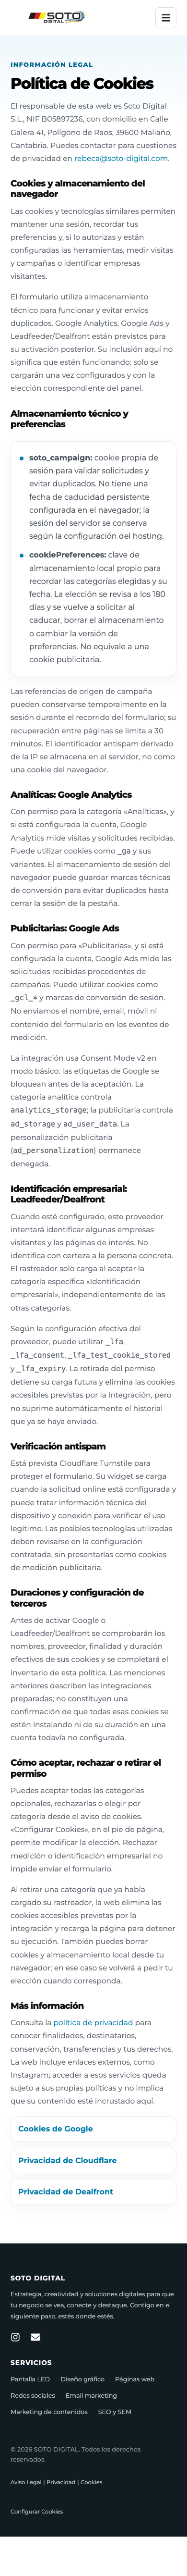 SOTO
DIGITAL
INFORMACIÓN LEGAL
Política de Cookies
El responsable de esta web es Soto Digital
S.L., NIF B05897236, con domicilio en Calle
Galera 41, Polígono de Raos, 39600 Maliaño,
Cantabria. Puedes contactar para cuestiones
de privacidad en rebeca@soto-digital.com.
Cookies y almacenamiento del
navegador
Las cookies y tecnologías similares permiten
mantener una sesión, recordar tus
preferencias y, si lo autorizas y están
configuradas las herramientas, medir visitas
y campañas o identificar empresas
visitantes.
El formulario utiliza almacenamiento
técnico para funcionar y evitar envíos
duplicados. Google Analytics, Google Ads y
Leadfeeder/Dealfront están previstos para
su activación posterior. Su inclusión aquí no
significa que estén funcionando: solo se
cargarán una vez configurados y con la
elección correspondiente del panel.
Almacenamiento técnico y
preferencias
soto_campaign: cookie propia de
sesión para validar solicitudes y
evitar duplicados. No tiene una
fecha de caducidad persistente
configurada en el navegador; la
sesión del servidor se conserva
según la configuración del hosting.
cookiePreferences: clave de
almacenamiento local propio para
recordar las categorías elegidas y su
fecha. La elección se revisa a los 180
días y se vuelve a solicitar al
caducar, borrar el almacenamiento
o cambiar la versión de
preferencias. No equivale a una
cookie publicitaria.
Las referencias de origen de campaña
pueden conservarse temporalmente en la
sesión durante el recorrido del formulario; su
recuperación entre páginas se limita a 30
minutos. El identificador antispam derivado
de la IP se almacena en el servidor, no como
una cookie del navegador.
Analíticas: Google Analytics
Con permiso para la categoría «Analíticas», y
si está configurada la cuenta, Google
Analytics mide visitas y solicitudes recibidas.
Puede utilizar cookies como _ga y sus
variantes. El almacenamiento de sesión del
navegador puede guardar marcas técnicas
de conversión para evitar duplicados hasta
cerrar la sesión de la pestaña.
Publicitarias: Google Ads
Con permiso para «Publicitarias», y si está
configurada la cuenta, Google Ads mide las
solicitudes recibidas procedentes de
campañas. Puede utilizar cookies como
_gcl_* y marcas de conversión de sesión.
No enviamos el nombre, email, móvil ni
contenido del formulario en los eventos de
medición.
La integración usa Consent Mode v2 en
modo básico: las etiquetas de Google se
bloquean antes de la aceptación. La
categoría analítica controla
analytics_storage; la publicitaria controla
ad_storage y ad_user_data. La
personalización publicitaria
(ad_personalization) permanece
denegada.
Identificación empresarial:
Leadfeeder/Dealfront
Cuando esté configurado, este proveedor
intentará identificar algunas empresas
visitantes y las páginas de interés. No
identifica con certeza a la persona concreta.
El rastreador solo carga al aceptar la
categoría específica «Identificación
empresarial», independientemente de las
otras categorías.
Según la configuración efectiva del
proveedor, puede utilizar _lfa,
_lfa_consent, _lfa_test_cookie_stored
y _lfa_expiry. La retirada del permiso
detiene su carga futura y elimina las cookies
accesibles previstas por la integración, pero
no suprime automáticamente el historial
que ya se haya enviado.
Verificación antispam
Está prevista Cloudflare Turnstile para
proteger el formulario. Su widget se carga
cuando la solicitud online está configurada y
puede tratar información técnica del
dispositivo y conexión para verificar el uso
legítimo. Las posibles tecnologías utilizadas
deben revisarse en la configuración
contratada, sin presentarlas como cookies
de medición publicitaria.
Duraciones y configuración de
terceros
Antes de activar Google o
Leadfeeder/Dealfront se comprobarán los
nombres, proveedor, finalidad y duración
efectivos de sus cookies y se completará el
inventario de esta política. Las menciones
anteriores describen las integraciones
preparadas; no constituyen una
confirmación de que todas esas cookies se
estén instalando ni de su duración en una
cuenta todavía no configurada.
Cómo aceptar, rechazar o retirar el
permiso
Puedes aceptar todas las categorías
opcionales, rechazarlas o elegir por
categoría desde el aviso de cookies.
«Configurar Cookies», en el pie de página,
permite modificar la elección. Rechazar
medición o identificación empresarial no
impide enviar el formulario.
Al retirar una categoría que ya había
cargado su rastreador, la web elimina las
cookies accesibles previstas por la
integración y recarga la página para detener
su ejecución. También puedes borrar
cookies y almacenamiento local desde tu
navegador; en ese caso se volverá a pedir tu
elección cuando corresponda.
Más información
Consulta la política de privacidad para
conocer finalidades, destinatarios,
conservación, transferencias y tus derechos.
La web incluye enlaces externos, como
Instagram; acceder a esos servicios queda
sujeto a sus propias políticas y no implica
que su contenido esté incrustado aquí.
Cookies de Google
Privacidad de Cloudflare
Privacidad de Dealfront
SOTO DIGITAL
Estrategia, creatividad y soluciones digitales para que
tu negocio se vea, conecte y destaque. Contigo en el
siguiente paso, estés donde estés.
SERVICIOS
Pantalla LED Diseño gráfico Páginas web
Redes sociales Email marketing
Marketing de contenidos SEO y SEM
© 2026 SOTO DIGITAL. Todos los derechos
reservados.
Aviso Legal | Privacidad | Cookies
Configurar Cookies